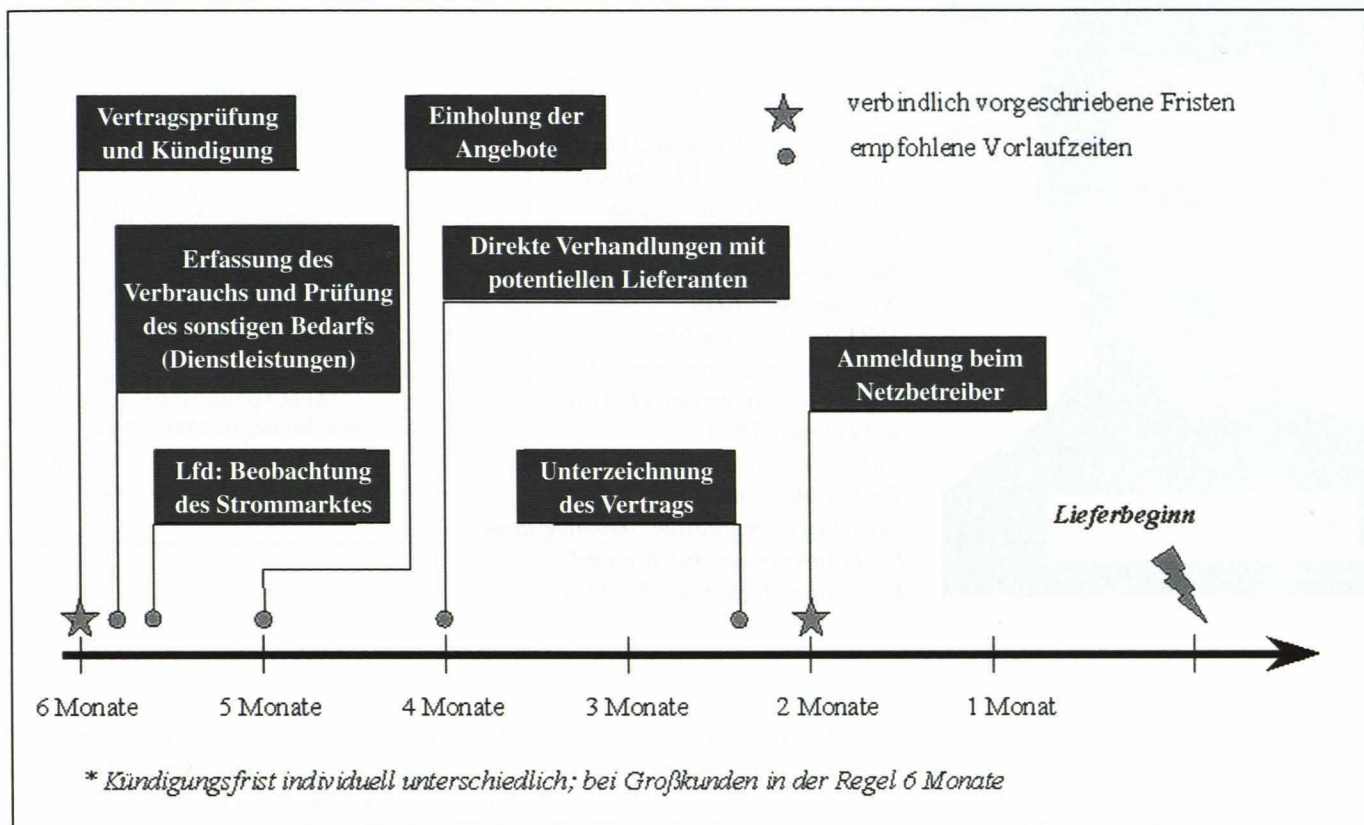 Vertragsprüfung
und Kündigung
Einholung der
Angebote
verbindlich vorgeschriebene Fristen
empfohlene Vorlaufzeiten
Erfassung des
Verbrauchs und Prüfung
des sonstigen Bedarfs
(Dienstleistungen)
Direkte Verhandlungen mit
potentiellen Lieferanten
Anmeldung beim
Netzbetreiber
Lfd: Beobachtung
des Strommarktes
Unterzeichnung
des Vertrags
Lieferbeginn
6 Monate 5 Monate 4 Monate 3 Monate 2 Monate 1 Monat
* Kündigungsfrist individuell unterschiedlich; bei Großkunden in der Regel 6 Monate